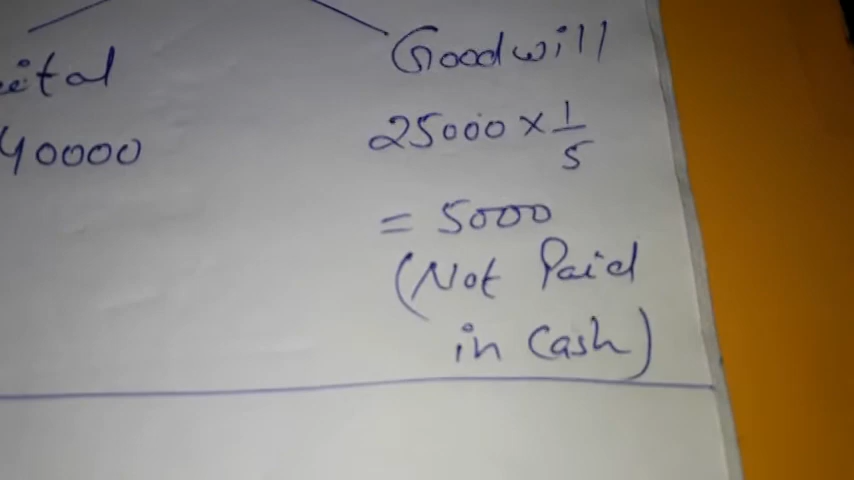 Goodwill
40000
25000 × 1/5
= 5000
(Not Paid
in Cash)